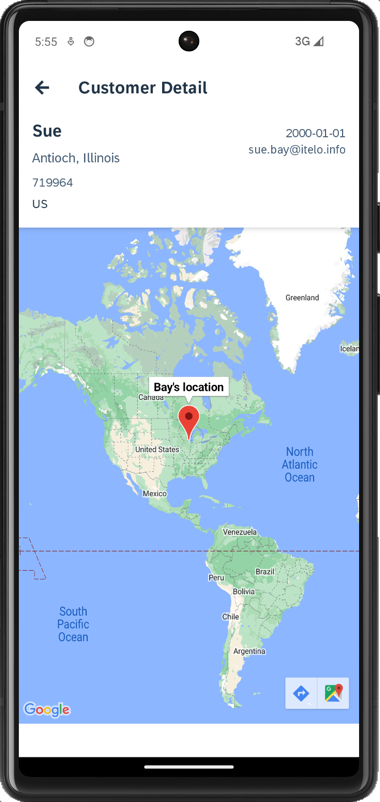 5:55
3G
Customer Detail
Sue
2000-01-01
sue.bay@itelo.info
Antioch, Illinois
719964
US
Greenland
Bay's location
Canada
United States
North
Atlantic
Ocean
Mexico
Venezuela
Brazil
Peru
Bolivia
South
Pacific
Ocean
Chile
Argentina
Google